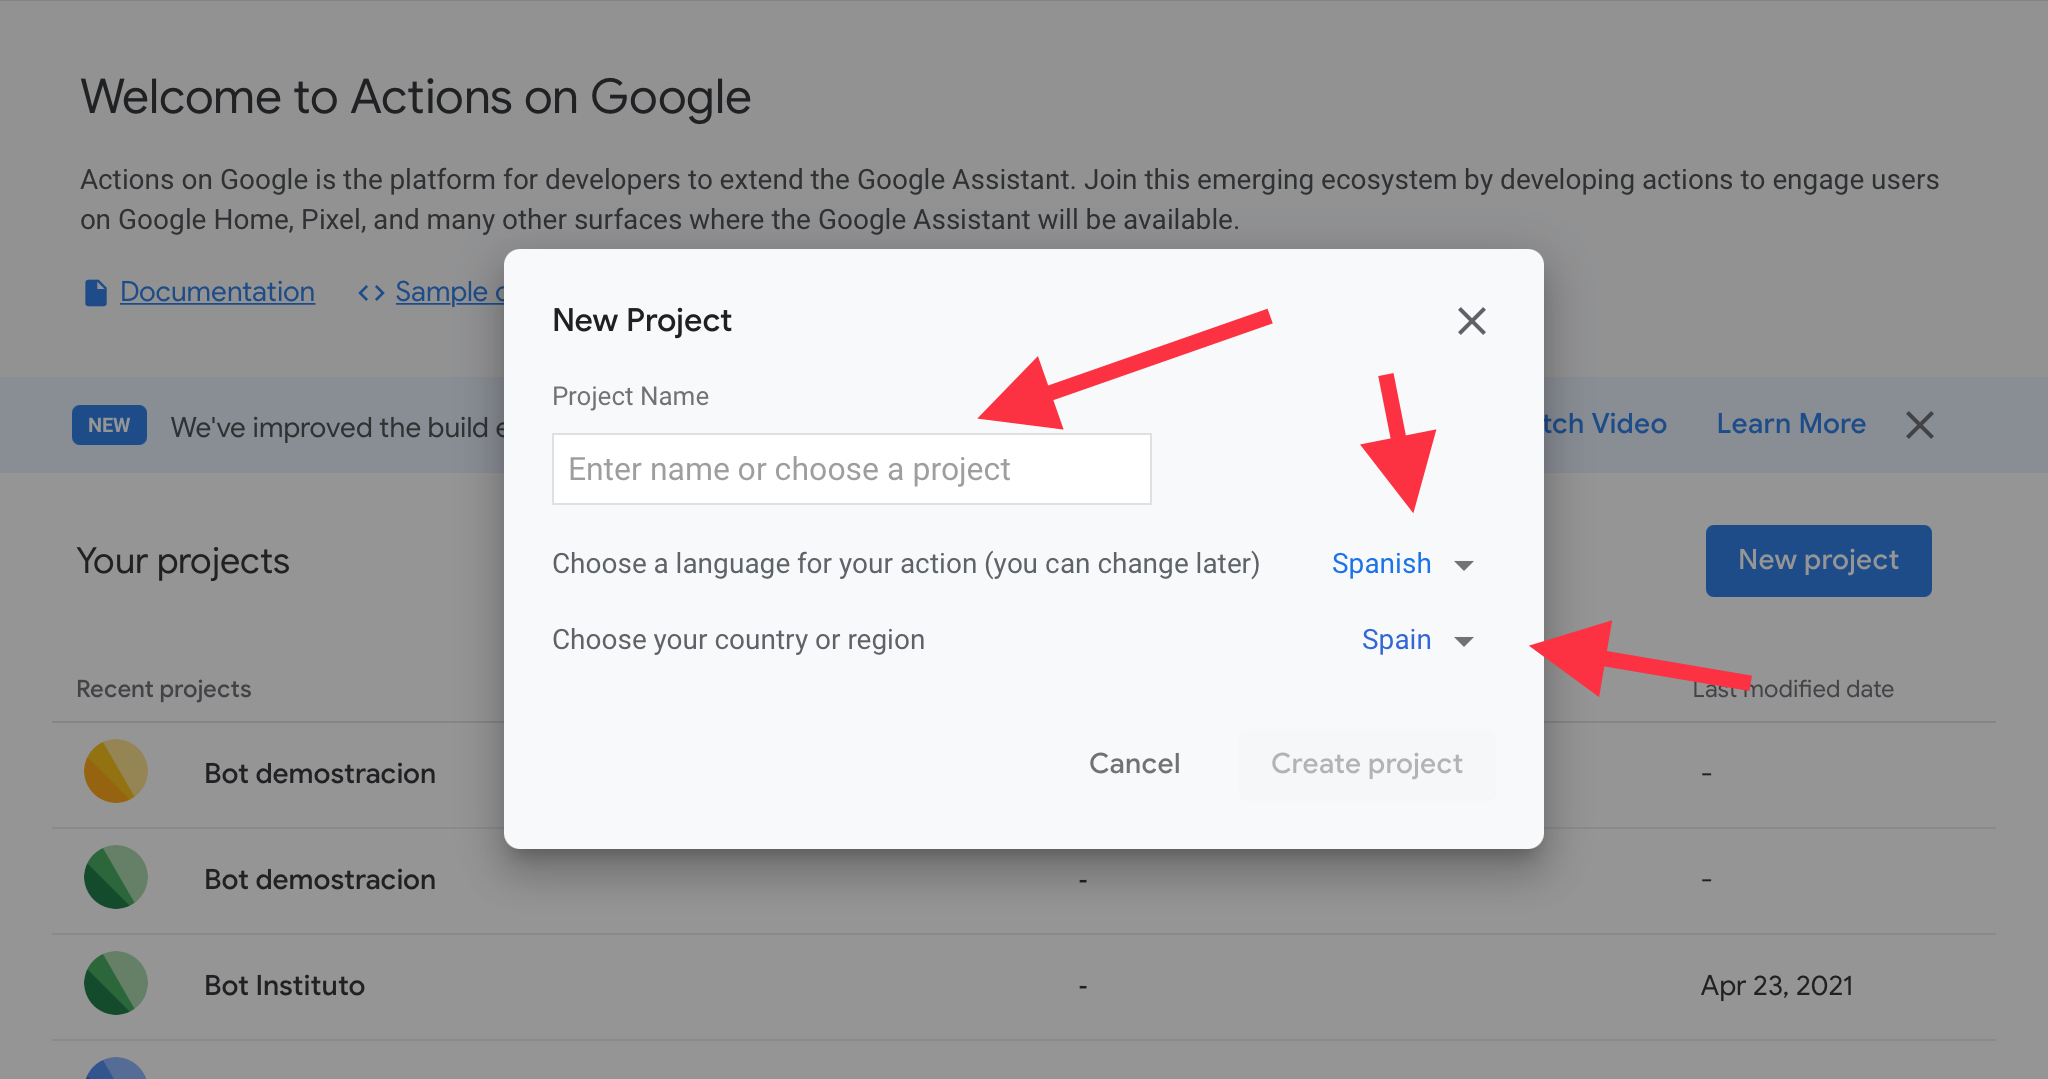 Welcome to Actions on Google
Actions on Google is the platform for developers to extend the Google Assistant. Join this emerging ecosystem by developing actions to engage users
on Google Home, Pixel, and many other surfaces where the Google Assistant will be available.
Documentation
<> Sample
New Project
Project Name
Enter name or choose a project
Choose a language for your action (you can change later) Spanish
Choose your country or region Spain
Cancel Create project
NEW We've improved the build
Video Learn More
Your projects
New project
Recent projects Last modified date
Bot demostracion -
Bot demostracion - -
Bot Instituto - Apr 23, 2021